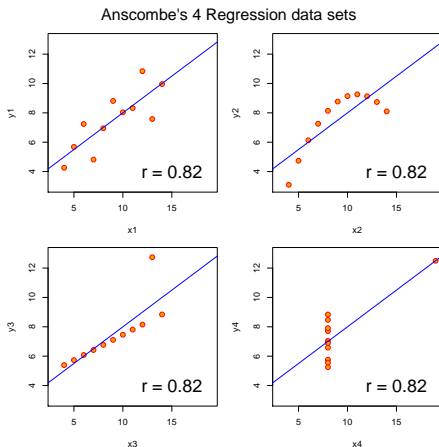 Anscombe's 4 Regression data sets
y1
4 6 8 10 12
r = 0.82
5 10 15
x1
y2
4 6 8 10 12
r = 0.82
5 10 15
x2
y3
4 6 8 10 12
r = 0.82
5 10 15
x3
y4
4 6 8 10 12
r = 0.82
5 10 15
x4